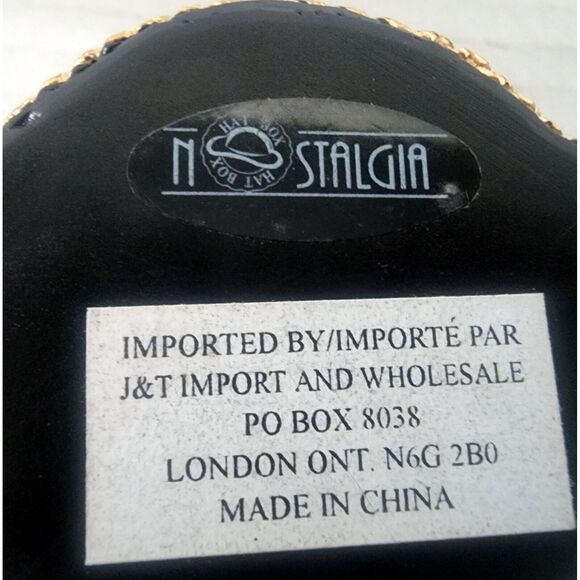 HAT BOX
NOSTALGIA
HAT BOX
IMPORTED BY/IMPORTÉ PAR
J&T IMPORT AND WHOLESALE
PO BOX 8038
LONDON ONT. N6G 2B0
MADE IN CHINA